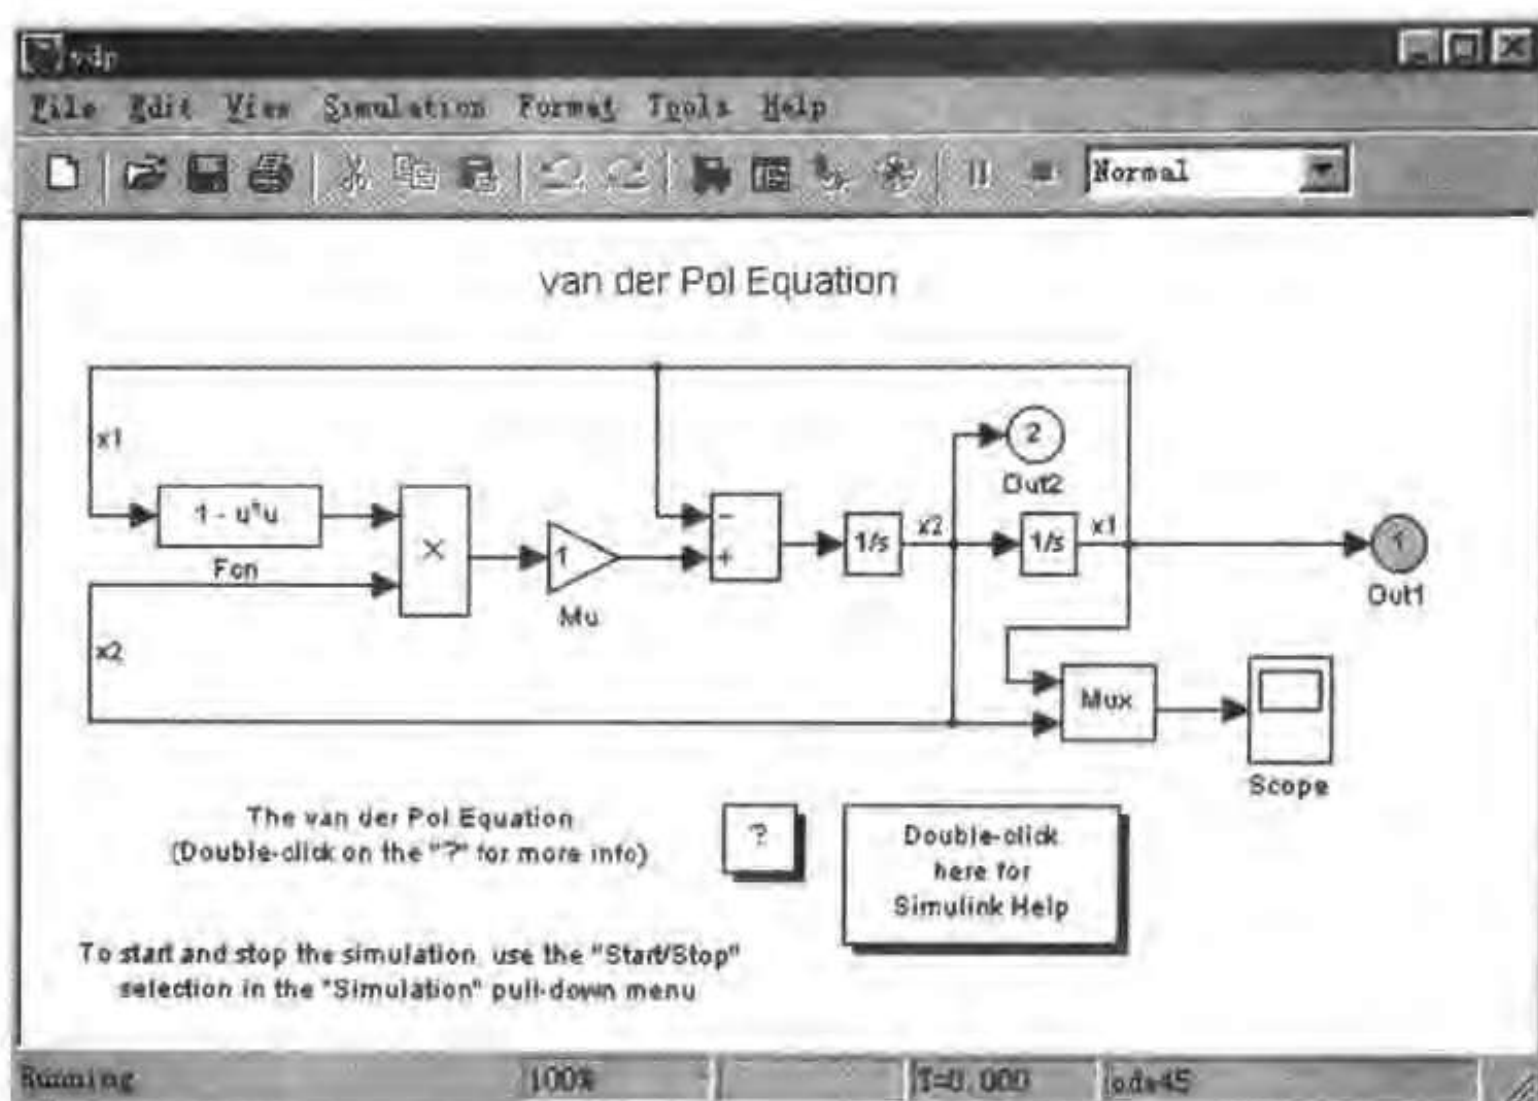 vdp
File Edit View Simulation Format Tools Help
Normal
van der Pol Equation
x1
1 - u*u
Fcn
x2
×
1
Mu
-
+
1/s
x2
2
Out2
1/s
x1
1
Out1
Mux
Scope
The van der Pol Equation
(Double-click on the "?" for more info)
?
Double-click
here for
Simulink Help
To start and stop the simulation, use the "Start/Stop"
selection in the "Simulation" pull-down menu
Running 100% T=0.000 ode45